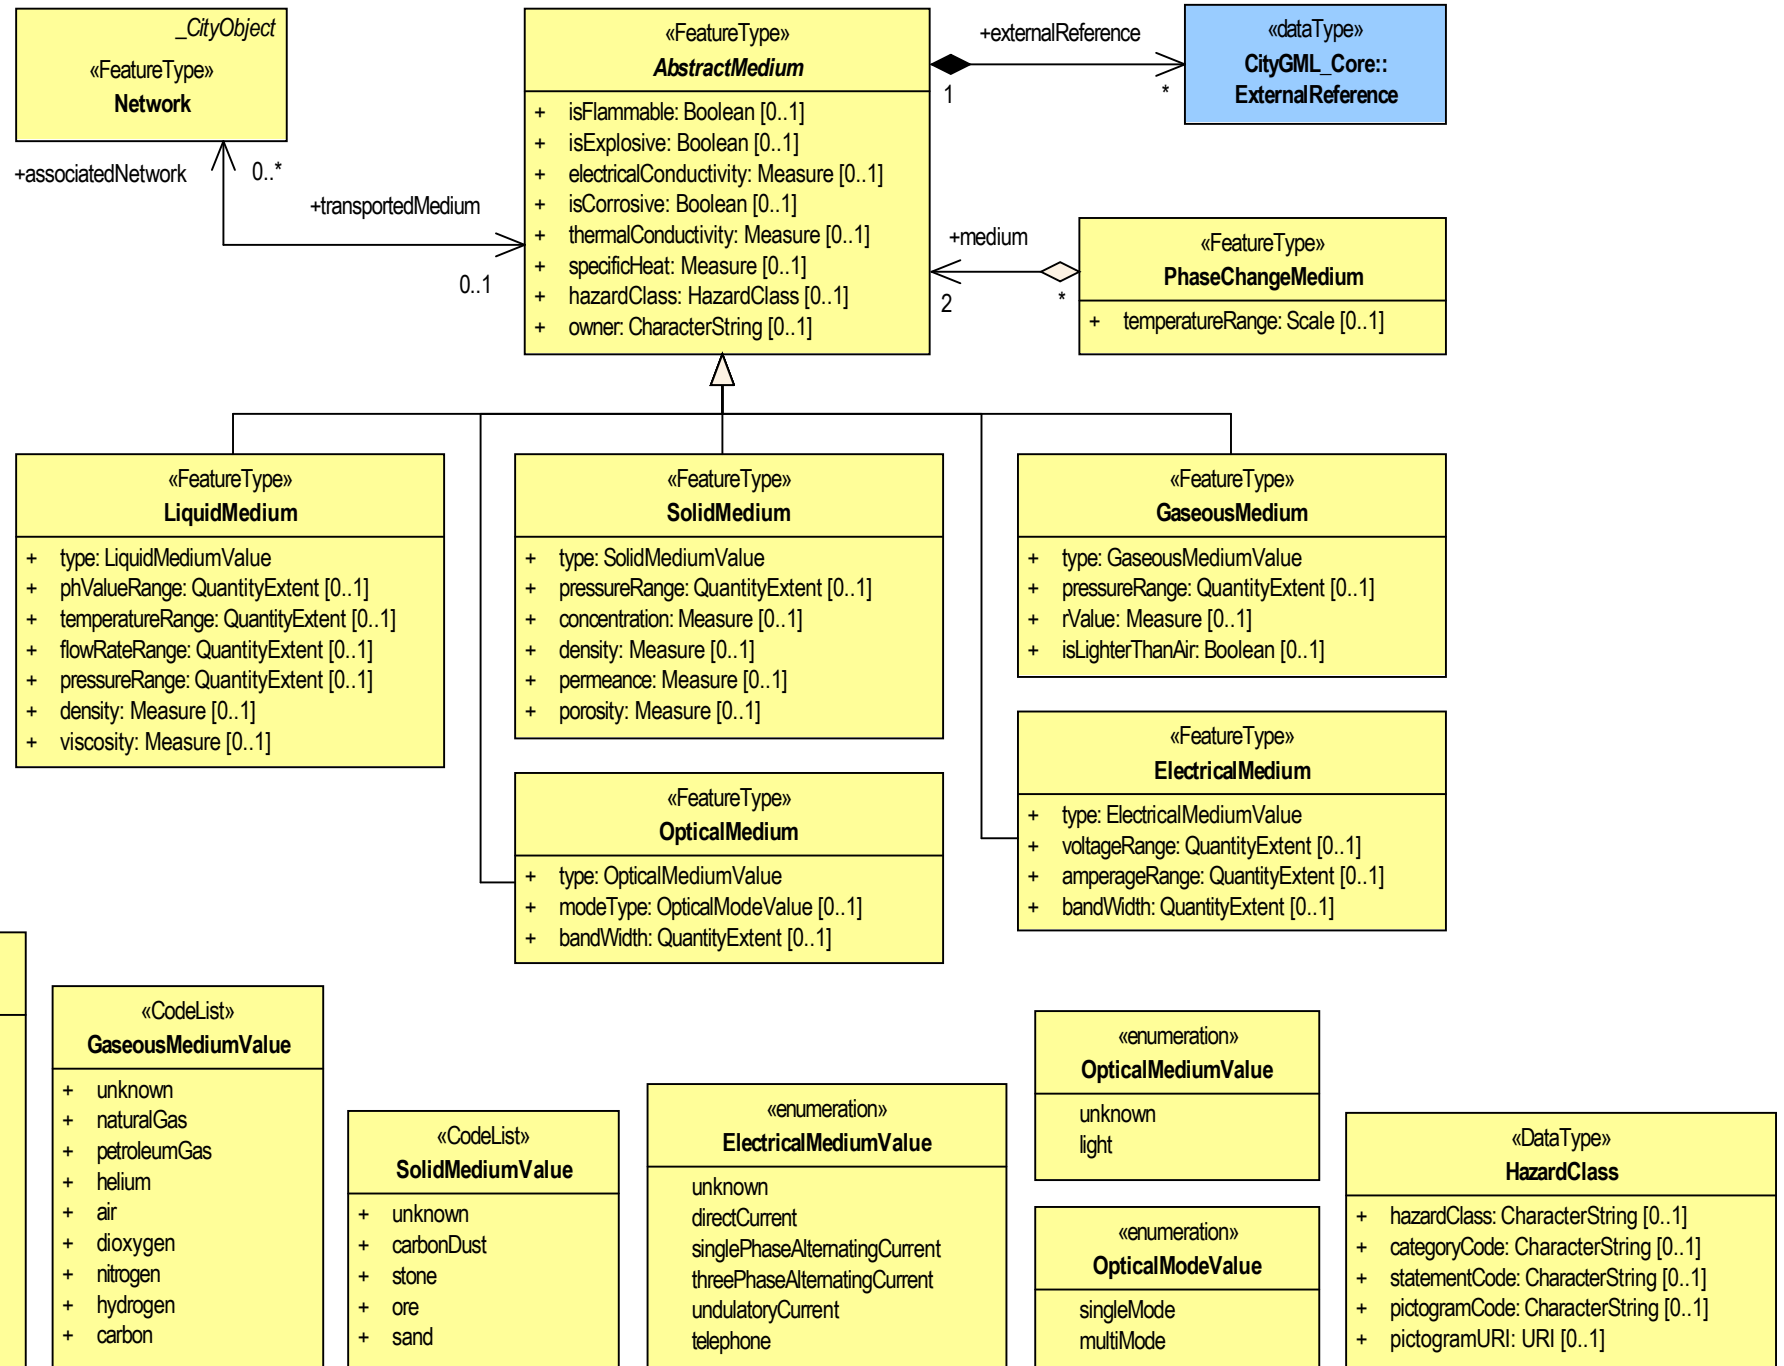 _CityObject
«FeatureType»
Network
+associatedNetwork
0..*
+transportedMedium
0..1
«FeatureType»
AbstractMedium
+ isFlammable: Boolean [0..1]
+ isExplosive: Boolean [0..1]
+ electricalConductivity: Measure [0..1]
+ isCorrosive: Boolean [0..1]
+ thermalConductivity: Measure [0..1]
+ specificHeat: Measure [0..1]
+ hazardClass: HazardClass [0..1]
+ owner: CharacterString [0..1]
+externalReference
1
*
«dataType»
CityGML_Core::
ExternalReference
+medium
2
*
«FeatureType»
PhaseChangeMedium
+ temperatureRange: Scale [0..1]
«FeatureType»
LiquidMedium
+ type: LiquidMediumValue
+ phValueRange: QuantityExtent [0..1]
+ temperatureRange: QuantityExtent [0..1]
+ flowRateRange: QuantityExtent [0..1]
+ pressureRange: QuantityExtent [0..1]
+ density: Measure [0..1]
+ viscosity: Measure [0..1]
«FeatureType»
SolidMedium
+ type: SolidMediumValue
+ pressureRange: QuantityExtent [0..1]
+ concentration: Measure [0..1]
+ density: Measure [0..1]
+ permeance: Measure [0..1]
+ porosity: Measure [0..1]
«FeatureType»
GaseousMedium
+ type: GaseousMediumValue
+ pressureRange: QuantityExtent [0..1]
+ rValue: Measure [0..1]
+ isLighterThanAir: Boolean [0..1]
«FeatureType»
OpticalMedium
+ type: OpticalMediumValue
+ modeType: OpticalModeValue [0..1]
+ bandWidth: QuantityExtent [0..1]
«FeatureType»
ElectricalMedium
+ type: ElectricalMediumValue
+ voltageRange: QuantityExtent [0..1]
+ amperageRange: QuantityExtent [0..1]
+ bandWidth: QuantityExtent [0..1]
«CodeList»
GaseousMediumValue
+ unknown
+ naturalGas
+ petroleumGas
+ helium
+ air
+ dioxygen
+ nitrogen
+ hydrogen
+ carbon
«CodeList»
SolidMediumValue
+ unknown
+ carbonDust
+ stone
+ ore
+ sand
«enumeration»
ElectricalMediumValue
unknown
directCurrent
singlePhaseAlternatingCurrent
threePhaseAlternatingCurrent
undulatoryCurrent
telephone
«enumeration»
OpticalMediumValue
unknown
light
«enumeration»
OpticalModeValue
singleMode
multiMode
«DataType»
HazardClass
+ hazardClass: CharacterString [0..1]
+ categoryCode: CharacterString [0..1]
+ statementCode: CharacterString [0..1]
+ pictogramCode: CharacterString [0..1]
+ pictogramURI: URI [0..1]